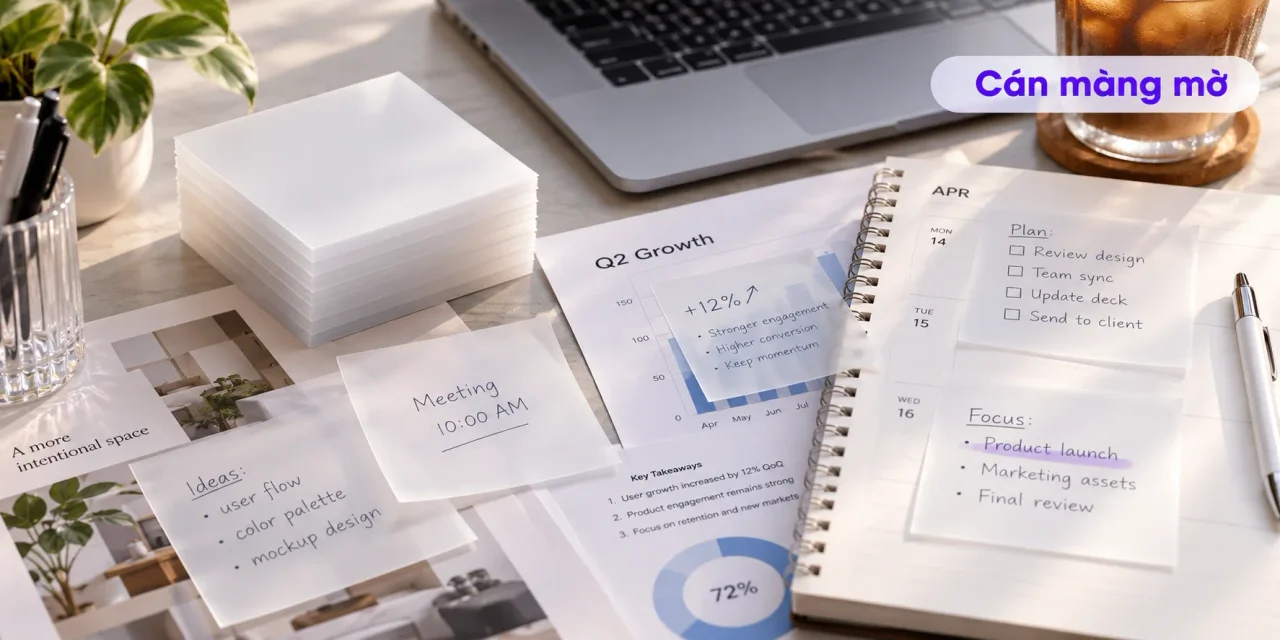 Cán màng mờ
Q2 Growth
150
100
50
0
Apr May Jun Jul
+12%↗
• Stronger engagement
• Higher conversion
• Keep momentum
APR
MON
14
TUE
15
WED
16
Plan:
☐ Review design
☐ Team sync
☐ Update deck
☐ Send to client
Focus:
• Product launch
• Marketing assets
• Final review
Meeting
10:00 AM
A more
intentional space
Ideas:
• user flow
• color palette
• mockup design
Key Takeaways
1. User growth increased by 12% QoQ
2. Product engagement remains strong
3. Focus on retention and new markets
72%